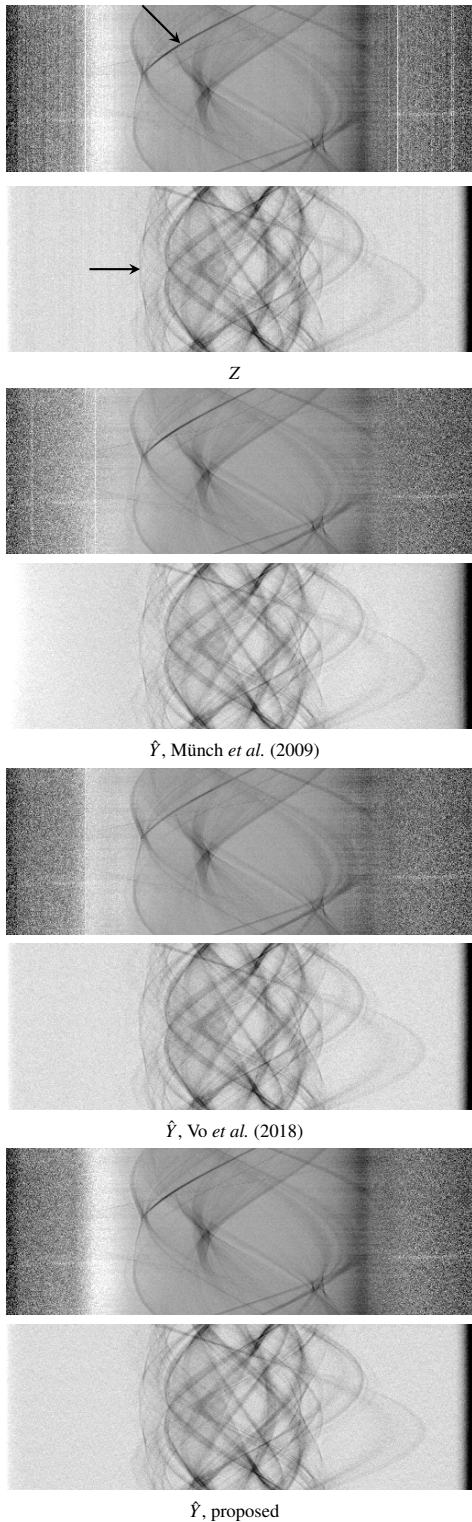 Z
Ŷ, Münch et al. (2009)
Ŷ, Vo et al. (2018)
Ŷ, proposed